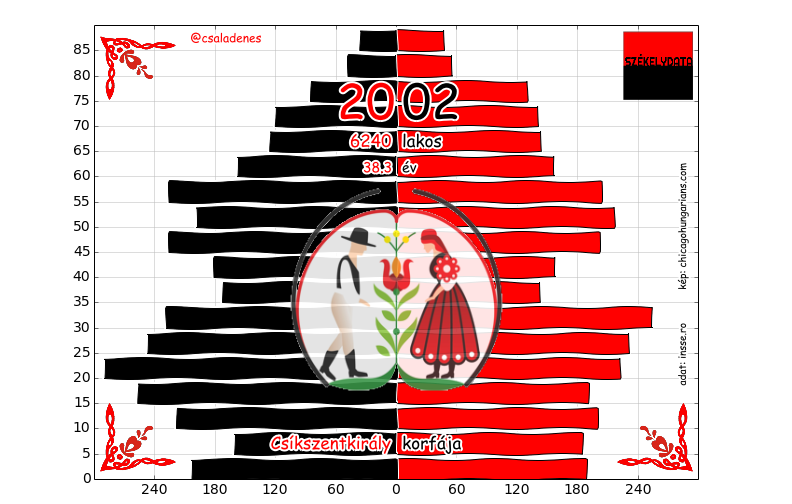 @csaladenes
SZÉKELYDATA
2002
6240 lakos
38.3 év
Csíkszentkirály korfája
kép: chicagohungarians.com
adat: insse.ro
85
80
75
70
65
60
55
50
45
40
35
30
25
20
15
10
5
0
240 180 120 60 0 60 120 180 240